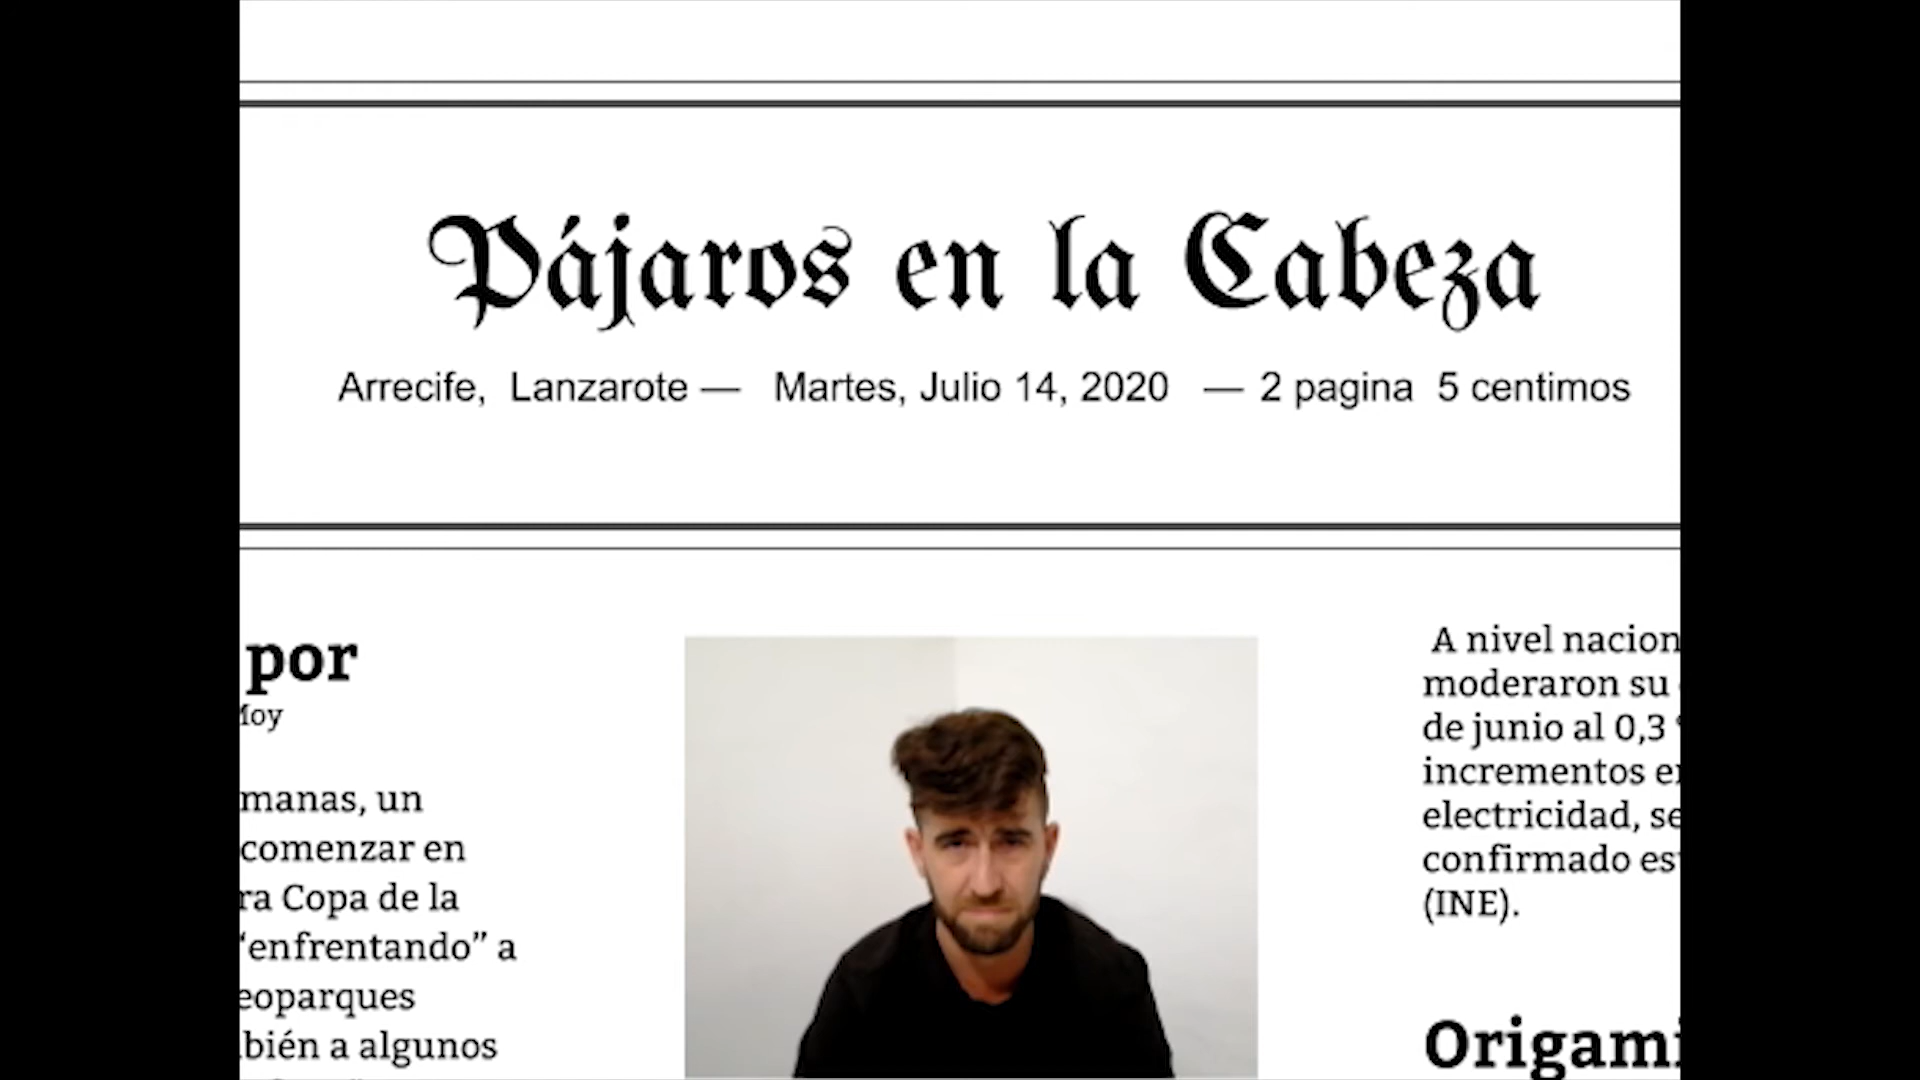 Pájaros en la Cabeza
Arrecife, Lanzarote — Martes, Julio 14, 2020 — 2 pagina 5 centimos
por
manas, un
comenzar en
ra Copa de la
“enfrentando” a
eoparques
bién a algunos
A nivel nacion
moderaron su
de junio al 0,3
incrementos e
electricidad, se
confirmado es
(INE).
Origami